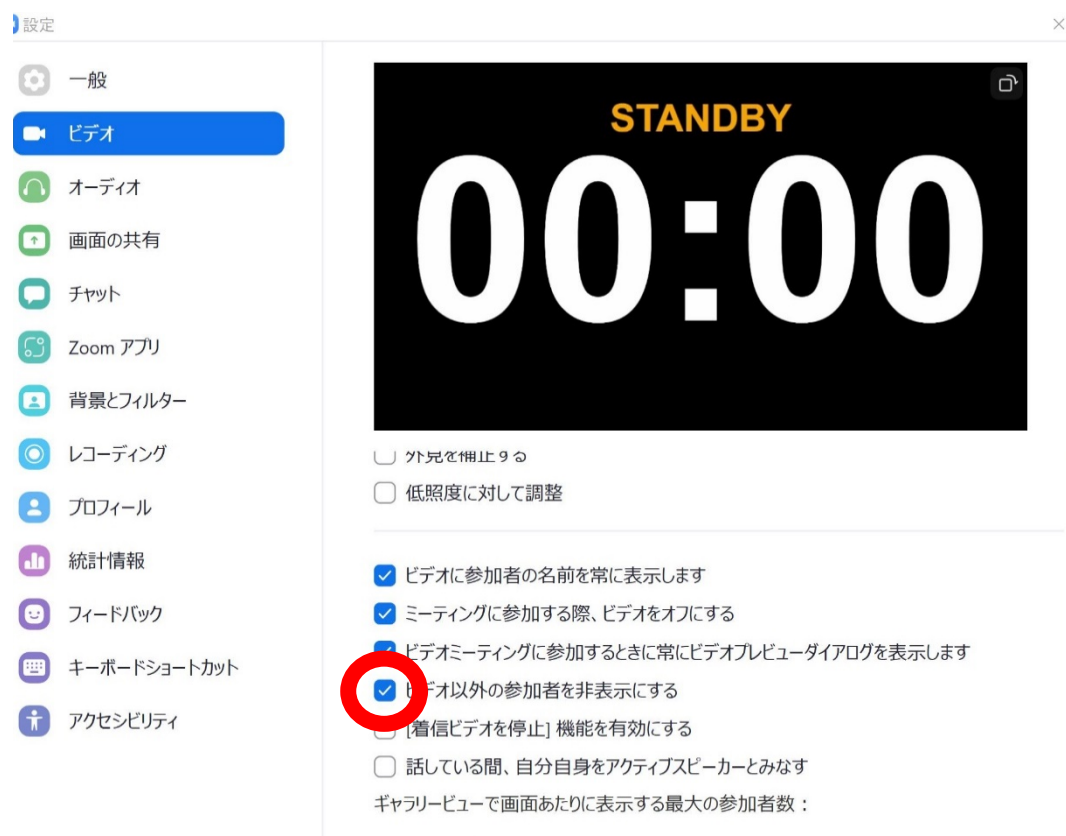 設定
一般
ビデオ
オーディオ
画面の共有
チャット
Zoom アプリ
背景とフィルター
レコーディング
プロフィール
統計情報
フィードバック
キーボードショートカット
アクセシビリティ
STANDBY
00:00
外見を補正する
低照度に対して調整
ビデオに参加者の名前を常に表示します
ミーティングに参加する際、ビデオをオフにする
ビデオミーティングに参加するときに常にビデオプレビューダイアログを表示します
ビデオ以外の参加者を非表示にする
[着信ビデオを停止] 機能を有効にする
話している間、自分自身をアクティブスピーカーとみなす
ギャラリービューで画面あたりに表示する最大の参加者数：